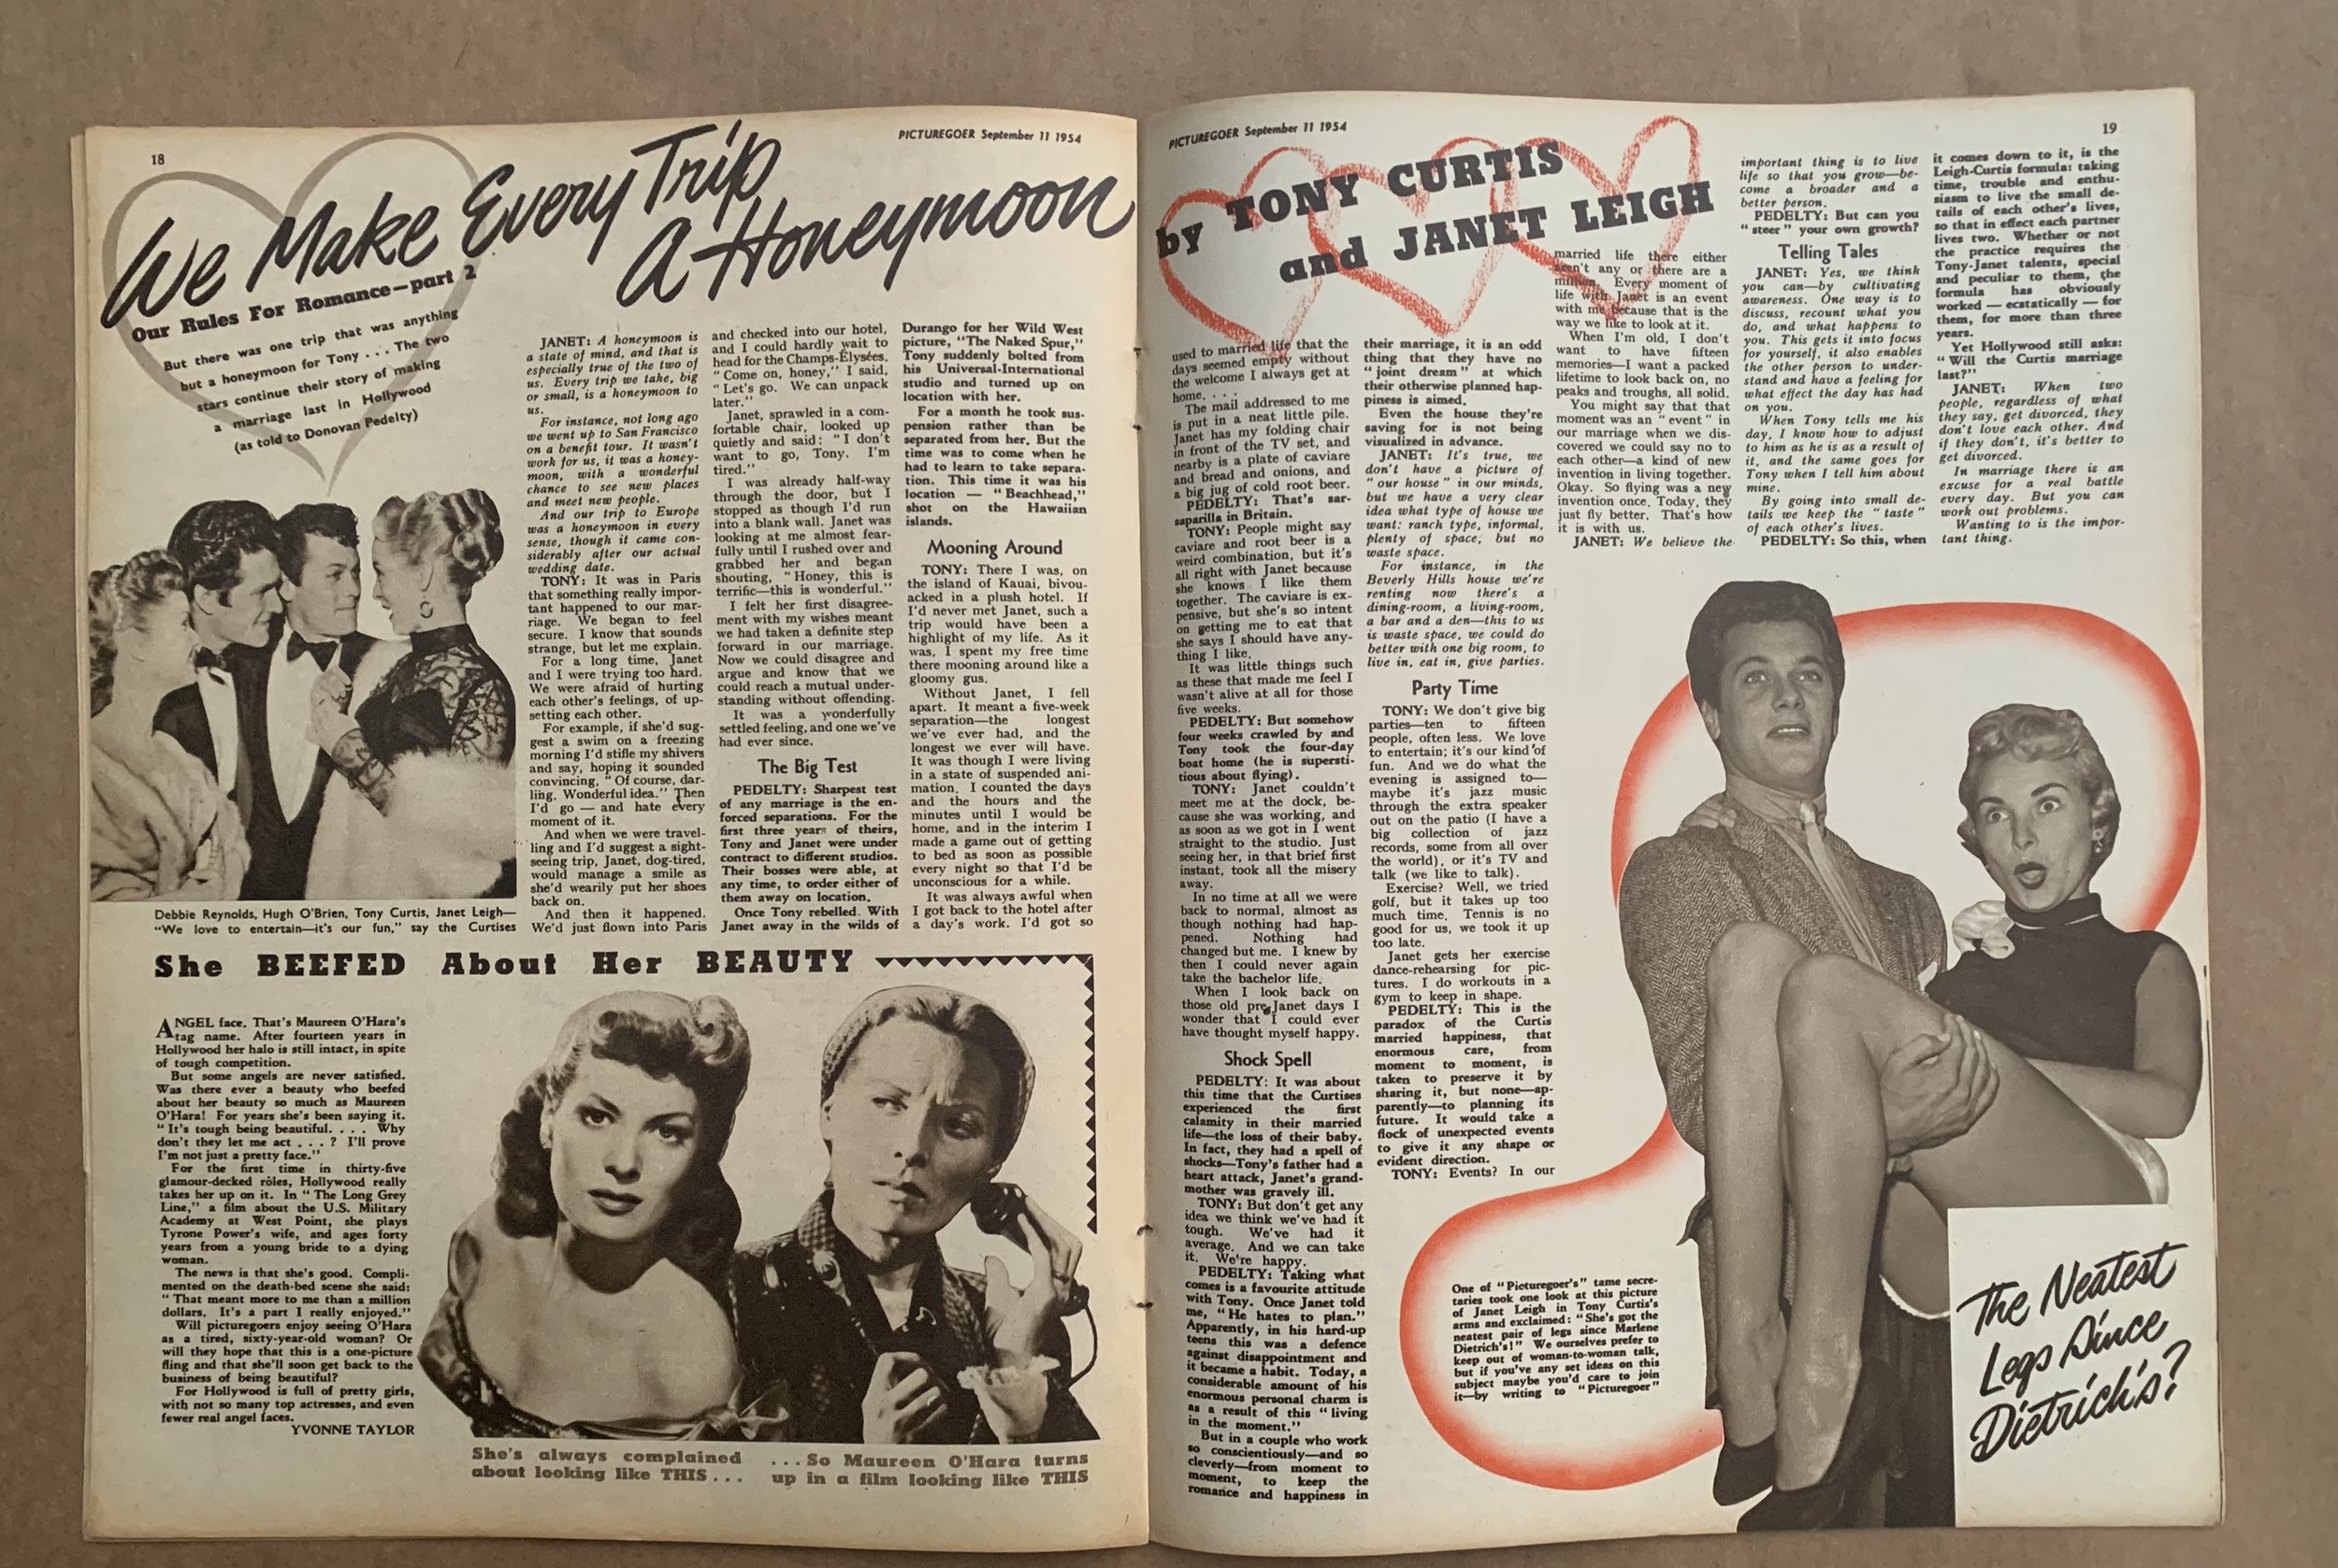 18
PICTUREGOER September 11 1954
We Make Every Trip
A Honeymoon
Our Rules For Romance—part 2
But there was one trip that was anything
but a honeymoon for Tony . . . The two
stars continue their story of making
a marriage last in Hollywood
(as told to Donovan Pedelty)
Debbie Reynolds, Hugh O'Brien, Tony Curtis, Janet Leigh—
"We love to entertain—it's our fun," say the Curtises
JANET: A honeymoon is
a state of mind, and that is
especially true of the two of
us. Every trip we take, big
or small, is a honeymoon to
us.
For instance, not long ago
we went up to San Francisco
on a benefit tour. It wasn't
work for us, it was a honey-
moon, with a wonderful
chance to see new places
and meet new people.
And our trip to Europe
was a honeymoon in every
sense, though it came con-
siderably after our actual
wedding date.
TONY: It was in Paris
that something really impor-
tant happened to our mar-
riage. We began to feel
secure. I know that sounds
strange, but let me explain.
For a long time, Janet
and I were trying too hard.
We were afraid of hurting
each other's feelings, of up-
setting each other.
For example, if she'd sug-
gest a swim on a freezing
morning I'd stifle my shivers
and say, hoping it sounded
convincing, "Of course, dar-
ling. Wonderful idea." Then
I'd go — and hate every
moment of it.
And when we were travel-
ling and I'd suggest a sight-
seeing trip, Janet, dog-tired,
would manage a smile as
she'd wearily put her shoes
back on.
And then it happened.
We'd just flown into Paris
and checked into our hotel,
and I could hardly wait to
head for the Champs-Élysées.
"Come on, honey," I said,
"Let's go. We can unpack
later."
Janet, sprawled in a com-
fortable chair, looked up
quietly and said: "I don't
want to go, Tony. I'm
tired."
I was already half-way
through the door, but I
stopped as though I'd run
into a blank wall. Janet was
looking at me almost fear-
fully until I rushed over and
grabbed her and began
shouting, "Honey, this is
terrific—this is wonderful."
I felt her first disagree-
ment with my wishes meant
we had taken a definite step
forward in our marriage.
Now we could disagree and
argue and know that we
could reach a mutual under-
standing without offending.
It was a wonderfully
settled feeling, and one we've
had ever since.
The Big Test
PEDELTY: Sharpest test
of any marriage is the en-
forced separations. For the
first three years of theirs,
Tony and Janet were under
contract to different studios.
Their bosses were able, at
any time, to order either of
them away on location.
Once Tony rebelled. With
Janet away in the wilds of
Durango for her Wild West
picture, "The Naked Spur,"
Tony suddenly bolted from
his Universal-International
studio and turned up on
location with her.
For a month he took sus-
pension rather than be
separated from her. But the
time was to come when he
had to learn to take separa-
tion. This time it was his
location — "Beachhead,"
shot on the Hawaiian
islands.
Mooning Around
TONY: There I was, on
the island of Kauai, bivou-
acked in a plush hotel. If
I'd never met Janet, such a
trip would have been a
highlight of my life. As it
was, I spent my free time
there mooning around like a
gloomy gus.
Without Janet, I fell
apart. It meant a five-week
separation—the longest
we've ever had, and the
longest we ever will have.
It was though I were living
in a state of suspended ani-
mation. I counted the days
and the hours and the
minutes until I would be
home, and in the interim I
made a game out of getting
to bed as soon as possible
every night so that I'd be
unconscious for a while.
It was always awful when
I got back to the hotel after
a day's work. I'd got so
She BEEFED About Her BEAUTY
ANGEL face. That's Maureen O'Hara's
tag name. After fourteen years in
Hollywood her halo is still intact, in spite
of tough competition.
But some angels are never satisfied.
Was there ever a beauty who beefed
about her beauty so much as Maureen
O'Hara! For years she's been saying it.
"It's tough being beautiful. . . . Why
don't they let me act . . . ? I'll prove
I'm not just a pretty face."
For the first time in thirty-five
glamour-decked rôles, Hollywood really
takes her up on it. In "The Long Grey
Line," a film about the U.S. Military
Academy at West Point, she plays
Tyrone Power's wife, and ages forty
years from a young bride to a dying
woman.
The news is that she's good. Compli-
mented on the death-bed scene she said:
"That meant more to me than a million
dollars. It's a part I really enjoyed."
Will picturegoers enjoy seeing O'Hara
as a tired, sixty-year-old woman? Or
will they hope that this is a one-picture
fling and that she'll soon get back to the
business of being beautiful?
For Hollywood is full of pretty girls,
with not so many top actresses, and even
fewer real angel faces.
YVONNE TAYLOR
She's always complained
about looking like THIS . . .
. . . So Maureen O'Hara turns
up in a film looking like THIS
PICTUREGOER September 11 1954
19
by TONY CURTIS
and JANET LEIGH
used to married life that the
days seemed empty without
the welcome I always get at
home. . . .
The mail addressed to me
is put in a neat little pile.
Janet has my folding chair
in front of the TV set, and
nearby is a plate of caviare
and bread and onions, and
a big jug of cold root beer.
PEDELTY: That's sar-
saparilla in Britain.
TONY: People might say
caviare and root beer is a
weird combination, but it's
all right with Janet because
she knows I like them
together. The caviare is ex-
pensive, but she's so intent
on getting me to eat that
she says I should have any-
thing I like.
It was little things such
as these that made me feel I
wasn't alive at all for those
five weeks.
PEDELTY: But somehow
four weeks crawled by and
Tony took the four-day
boat home (he is supersti-
tious about flying).
TONY: Janet couldn't
meet me at the dock, be-
cause she was working, and
as soon as we got in I went
straight to the studio. Just
seeing her, in that brief first
instant, took all the misery
away.
In no time at all we were
back to normal, almost as
though nothing had hap-
pened. Nothing had
changed but me. I knew by
then I could never again
take the bachelor life.
When I look back on
those old pre-Janet days I
wonder that I could ever
have thought myself happy.
Shock Spell
PEDELTY: It was about
this time that the Curtises
experienced the first
calamity in their married
life—the loss of their baby.
In fact, they had a spell of
shocks—Tony's father had a
heart attack, Janet's grand-
mother was gravely ill.
TONY: But don't get any
idea we think we've had it
tough. We've had it
average. And we can take
it. We're happy.
PEDELTY: Taking what
comes is a favourite attitude
with Tony. Once Janet told
me, "He hates to plan."
Apparently, in his hard-up
teens this was a defence
against disappointment and
it became a habit. Today, a
considerable amount of his
enormous personal charm is
as a result of this "living
in the moment."
But in a couple who work
so conscientiously—and so
cleverly—from moment to
moment, to keep the
romance and happiness in
their marriage, it is an odd
thing that they have no
"joint dream" at which
their otherwise planned hap-
piness is aimed.
Even the house they're
saving for is not being
visualized in advance.
JANET: It's true, we
don't have a picture of
"our house" in our minds,
but we have a very clear
idea what type of house we
want: ranch type, informal,
plenty of space, but no
waste space.
For instance, in the
Beverly Hills house we're
renting now there's a
dining-room, a living-room,
a bar and a den—this to us
is waste space, we could do
better with one big room, to
live in, eat in, give parties.
Party Time
TONY: We don't give big
parties—ten to fifteen
people, often less. We love
to entertain; it's our kind of
fun. And we do what the
evening is assigned to—
maybe it's jazz music
through the extra speaker
out on the patio (I have a
big collection of jazz
records, some from all over
the world), or it's TV and
talk (we like to talk).
Exercise? Well, we tried
golf, but it takes up too
much time. Tennis is no
good for us, we took it up
too late.
Janet gets her exercise
dance-rehearsing for pic-
tures. I do workouts in a
gym to keep in shape.
PEDELTY: This is the
paradox of the Curtis
married happiness, that
enormous care, from
moment to moment, is
taken to preserve it by
sharing it, but none—ap-
parently—to planning its
future. It would take a
flock of unexpected events
to give it any shape or
evident direction.
TONY: Events? In our
married life there either
aren't any or there are a
million. Every moment of
life with Janet is an event
with me because that is the
way we like to look at it.
When I'm old, I don't
want to have fifteen
memories—I want a packed
lifetime to look back on, no
peaks and troughs, all solid.
You might say that that
moment was an "event" in
our marriage when we dis-
covered we could say no to
each other—a kind of new
invention in living together.
Okay. So flying was a new
invention once. Today, they
just fly better. That's how
it is with us.
JANET: We believe the
important thing is to live
life so that you grow—be-
come a broader and a
better person.
PEDELTY: But can you
"steer" your own growth?
Telling Tales
JANET: Yes, we think
you can—by cultivating
awareness. One way is to
discuss, recount what you
do, and what happens to
you. This gets it into focus
for yourself, it also enables
the other person to under-
stand and have a feeling for
what effect the day has had
on you.
When Tony tells me his
day, I know how to adjust
to him as he is as a result of
it, and the same goes for
Tony when I tell him about
mine.
By going into small de-
tails we keep the "taste"
of each other's lives.
PEDELTY: So this, when
it comes down to it, is the
Leigh-Curtis formula: taking
time, trouble and enthu-
siasm to live the small de-
tails of each other's lives,
so that in effect each partner
lives two. Whether or not
the practice requires the
Tony-Janet talents, special
and peculiar to them, the
formula has obviously
worked — ecstatically — for
them, for more than three
years.
Yet Hollywood still asks:
"Will the Curtis marriage
last?"
JANET: When two
people, regardless of what
they say, get divorced, they
don't love each other. And
if they don't, it's better to
get divorced.
In marriage there is an
excuse for a real battle
every day. But you can
work out problems.
Wanting to is the impor-
tant thing.
One of "Picturegoer's" tame secre-
taries took one look at this picture
of Janet Leigh in Tony Curtis's
arms and exclaimed: "She's got the
neatest pair of legs since Marlene
Dietrich's!" We ourselves prefer to
keep out of woman-to-woman talk,
but if you've any set ideas on this
subject maybe you'd care to join
it—by writing to "Picturegoer"
The Neatest
Legs Since
Dietrich's?